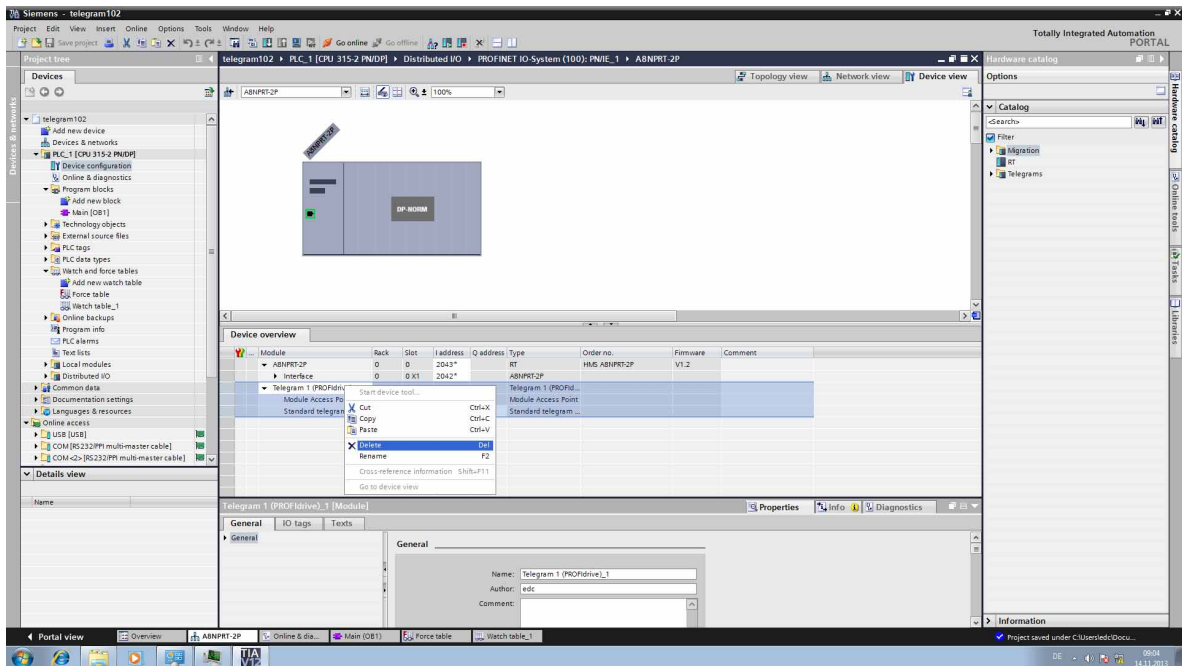 Siemens - telegram102
Project Edit View Insert Online Options Tools Window Help
Save project Go online Go offline
Totally Integrated Automation
PORTAL
Project tree
Devices
Devices & networks
telegram102
Add new device
Devices & networks
PLC_1 [CPU 315-2 PN/DP]
Device configuration
Online & diagnostics
Program blocks
Add new block
Main [OB1]
Technology objects
External source files
PLC tags
PLC data types
Watch and force tables
Add new watch table
Force table
Watch table_1
Online backups
Program info
PLC alarms
Text lists
Local modules
Distributed I/O
Common data
Documentation settings
Languages & resources
Online access
USB [USB]
COM [RS232/PPI multi-master cable]
COM <2> [RS232/PPI multi-master cable]
Details view
Name
telegram102 PLC_1 [CPU 315-2 PN/DP] Distributed I/O PROFINET IO-System (100): PN/IE_1 ABNPRT-2P
Topology view Network view Device view
ABNPRT-2P 100%
ABNPRT-2P
DP-NORM
Device overview
... Module Rack Slot I address Q address Type Order no. Firmware Comment
ABNPRT-2P 0 0 2043* RT HMS ABNPRT-2P V1.2
Interface 0 0 X1 2042* ABNPRT-2P
Telegram 1 (PROFIdriv Telegram 1 (PROFId...
Module Access Po Module Access Point
Standard telegram Standard telegram ...
Start device tool...
Cut Ctrl+X
Copy Ctrl+C
Paste Ctrl+V
Delete Del
Rename F2
Cross-reference information Shift+F11
Go to device view
Telegram 1 (PROFIdrive)_1 [Module]
Properties Info Diagnostics
General IO tags Texts
General
General
Name: Telegram 1 (PROFIdrive)_1
Author: edc
Comment:
Hardware catalog
Options
Catalog
<Search>
Filter
Migration
RT
Telegrams
Information
Hardware catalog
Online tools
Tasks
Libraries
Portal view Overview ABNPRT-2P Online & dia... Main (OB1) Force table Watch table_1
Project saved under C:\Users\edc\Docu...
TIA
V12
DE
09:04
14.11.2013